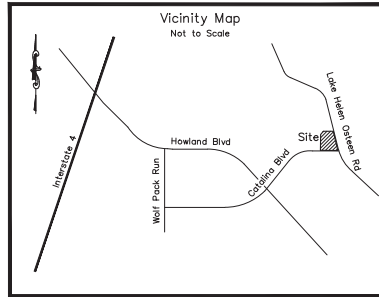 Vicinity Map
Not to Scale
Interstate 4
Howland Blvd
Wolf Pack Run
Catalina Blvd
Site
Lake Helen Osteen Rd